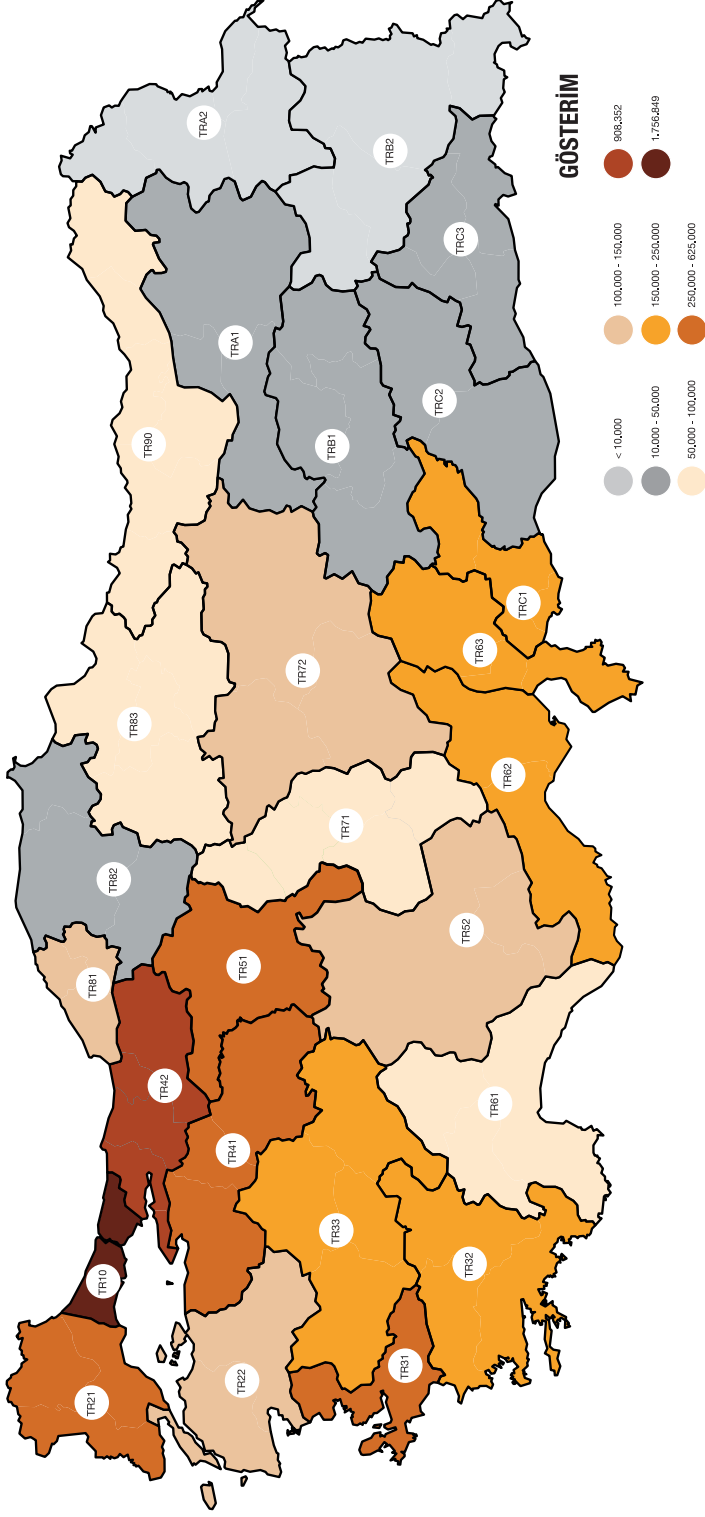 TR21
TR10
TR81
TR82
TR83
TR90
TR42
TRA2
TR22
TR41
TR51
TRA1
TR33
TR71
TR72
TRB1
TRB2
TR31
TR32
TR61
TR52
TR62
TR63
TRC1
TRC2
TRC3
GÖSTERİM
< 10.000
10.000 - 50.000
50.000 - 100.000
100.000 - 150.000
150.000 - 250.000
250.000 - 625.000
908.352
1.756.849